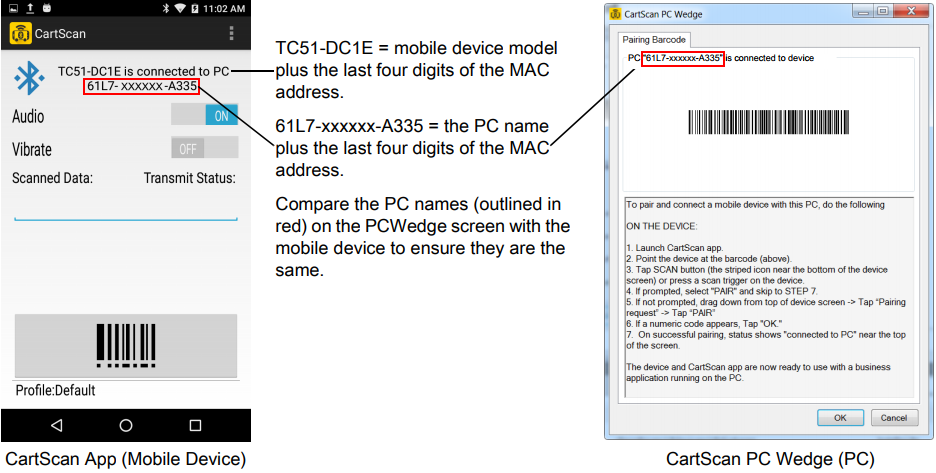 11:02 AM
CartScan
TC51-DC1E is connected to PC
61L7- xxxxxx -A335
Audio
ON
Vibrate
OFF
Scanned Data:
Transmit Status:
Profile:Default
CartScan App (Mobile Device)
TC51-DC1E = mobile device model
plus the last four digits of the MAC
address.
61L7-xxxxxx-A335 = the PC name
plus the last four digits of the MAC
address.
Compare the PC names (outlined in
red) on the PCWedge screen with the
mobile device to ensure they are the
same.
CartScan PC Wedge
Pairing Barcode
PC "61L7-xxxxxx-A335" is connected to device
To pair and connect a mobile device with this PC, do the following
ON THE DEVICE:
1. Launch CartScan app.
2. Point the device at the barcode (above).
3. Tap SCAN button (the striped icon near the bottom of the device
screen) or press a scan trigger on the device.
4. If prompted, select "PAIR" and skip to STEP 7.
5. If not prompted, drag down from top of device screen -> Tap “Pairing
request” -> Tap “PAIR”
6. If a numeric code appears, Tap "OK."
7. On successful pairing, status shows "connected to PC" near the top
of the screen.
The device and CartScan app are now ready to use with a business
application running on the PC.
OK
Cancel
CartScan PC Wedge (PC)